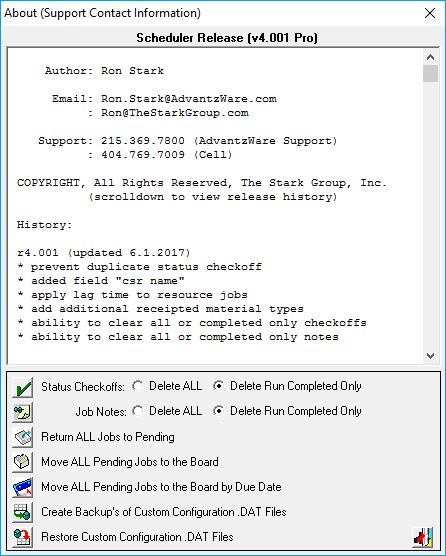 About (Support Contact Information)
Scheduler Release (v4.001 Pro)
Author: Ron Stark
Email: Ron.Stark@AdvantzWare.com
: Ron@TheStarkGroup.com
Support: 215.369.7800 (AdvantzWare Support)
: 404.769.7009 (Cell)
COPYRIGHT, All Rights Reserved, The Stark Group, Inc.
(scrolldown to view release history)
History:
r4.001 (updated 6.1.2017)
* prevent duplicate status checkoff
* added field "csr name"
* apply lag time to resource jobs
* add additional receipted material types
* ability to clear all or completed only checkoffs
* ability to clear all or completed only notes
Status Checkoffs: Delete ALL Delete Run Completed Only
Job Notes: Delete ALL Delete Run Completed Only
Return ALL Jobs to Pending
Move ALL Pending Jobs to the Board
Move ALL Pending Jobs to the Board by Due Date
Create Backup's of Custom Configuration .DAT Files
Restore Custom Configuration .DAT Files